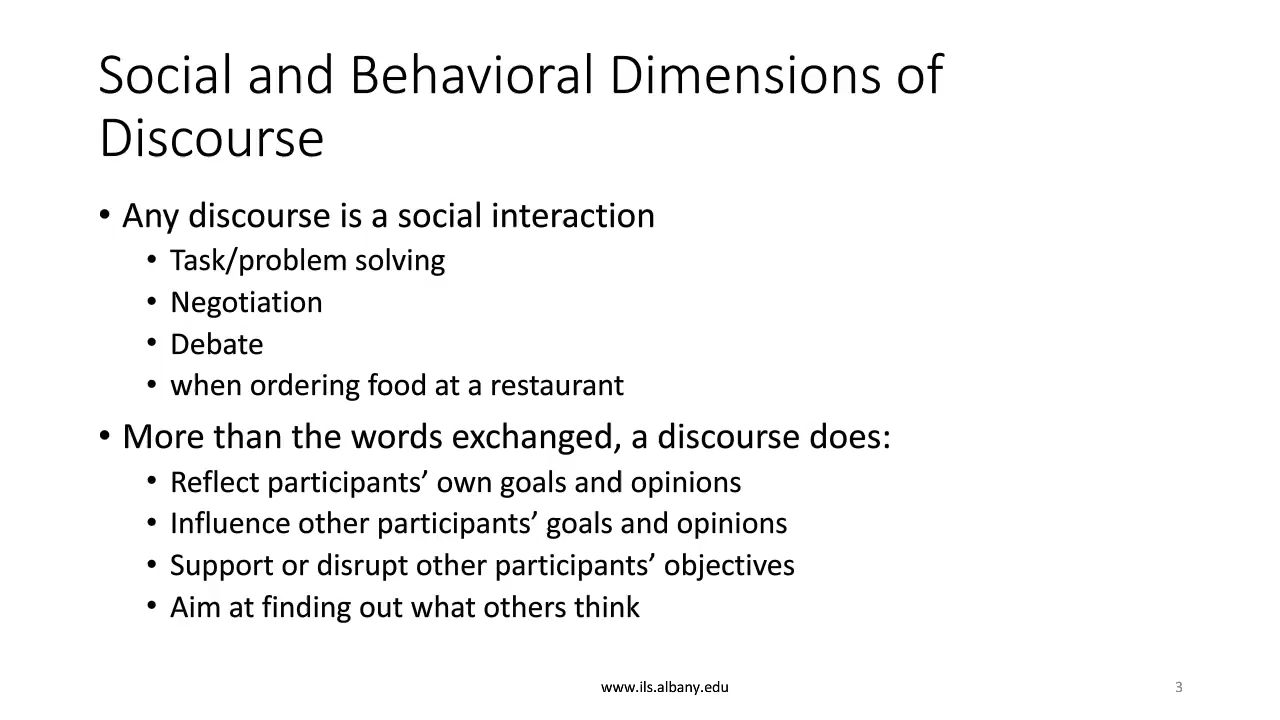 Social and Behavioral Dimensions of
Discourse
• Any discourse is a social interaction
• Task/problem solving
• Negotiation
• Debate
• when ordering food at a restaurant
• More than the words exchanged, a discourse does:
• Reflect participants’ own goals and opinions
• Influence other participants’ goals and opinions
• Support or disrupt other participants’ objectives
• Aim at finding out what others think
www.ils.albany.edu
3